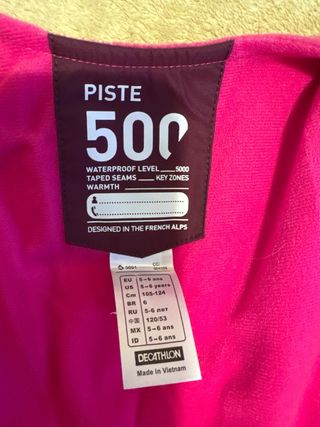 PISTE
500
WATERPROOF LEVEL 5000
TAPED SEAMS KEY ZONES
WARMTH
DESIGNED IN THE FRENCH ALPS
EU 5-6 ans
US 5-6 years
Cm 105-124
BR 6
RU 5-6 лет
中国 120/53
MX 5-6 ans
ID 5-6 ans
DECATHLON
Made in Vietnam